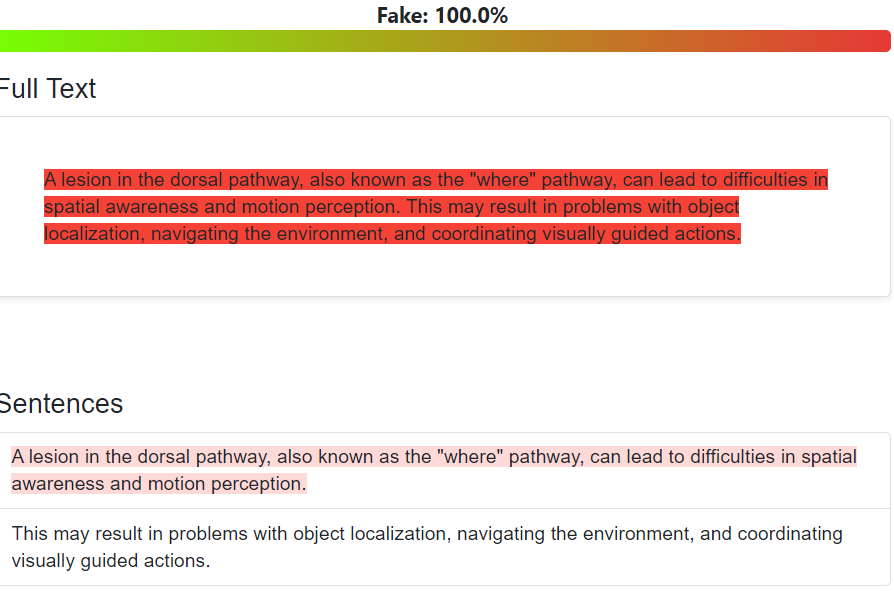 Fake: 100.0%
Full Text
A lesion in the dorsal pathway, also known as the "where" pathway, can lead to difficulties in
spatial awareness and motion perception. This may result in problems with object
localization, navigating the environment, and coordinating visually guided actions.
Sentences
A lesion in the dorsal pathway, also known as the "where" pathway, can lead to difficulties in spatial
awareness and motion perception.
This may result in problems with object localization, navigating the environment, and coordinating
visually guided actions.